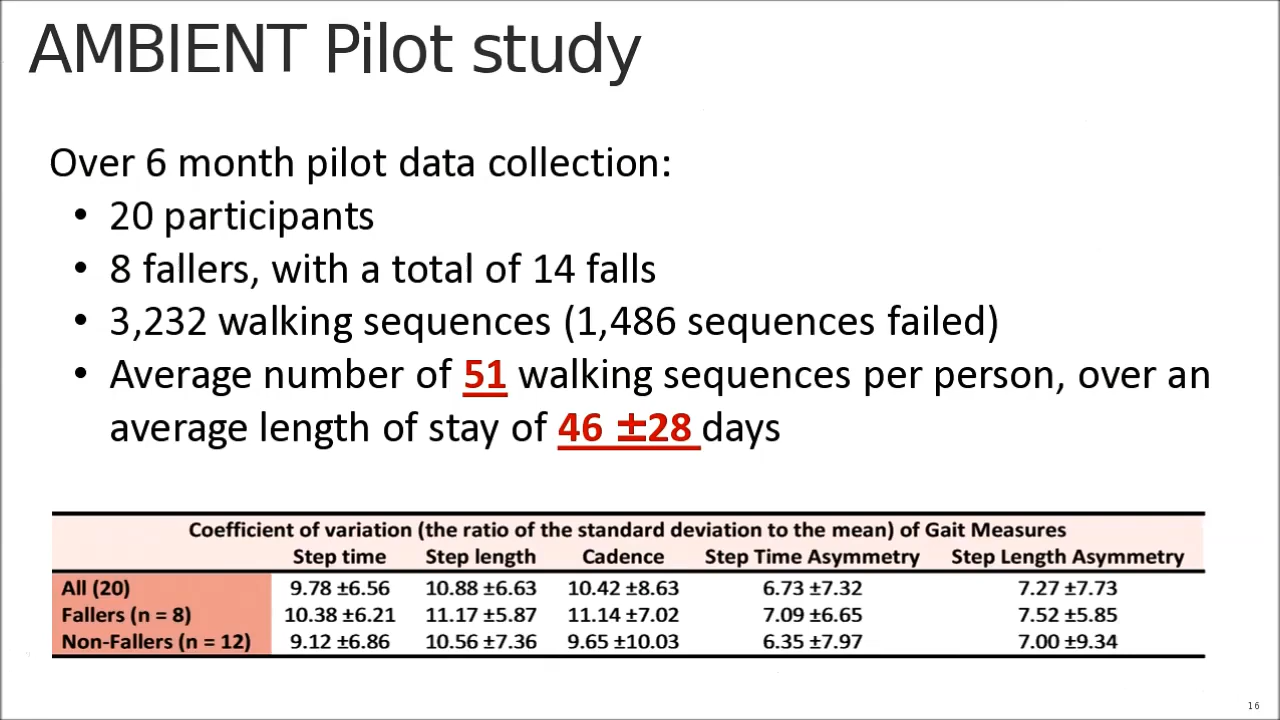 AMBIENT Pilot study
Over 6 month pilot data collection:
• 20 participants
• 8 fallers, with a total of 14 falls
• 3,232 walking sequences (1,486 sequences failed)
• Average number of 51 walking sequences per person, over an
average length of stay of 46 ±28 days
Coefficient of variation (the ratio of the standard deviation to the mean) of Gait Measures
Step time Step length Cadence Step Time Asymmetry Step Length Asymmetry
All (20) 9.78 ±6.56 10.88 ±6.63 10.42 ±8.63 6.73 ±7.32 7.27 ±7.73
Fallers (n = 8) 10.38 ±6.21 11.17 ±5.87 11.14 ±7.02 7.09 ±6.65 7.52 ±5.85
Non-Fallers (n = 12) 9.12 ±6.86 10.56 ±7.36 9.65 ±10.03 6.35 ±7.97 7.00 ±9.34
16